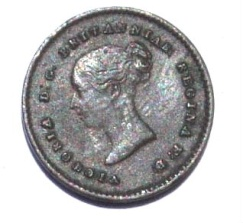 VICTORIA D. G. BRITANNIAR. REGINA F. D.